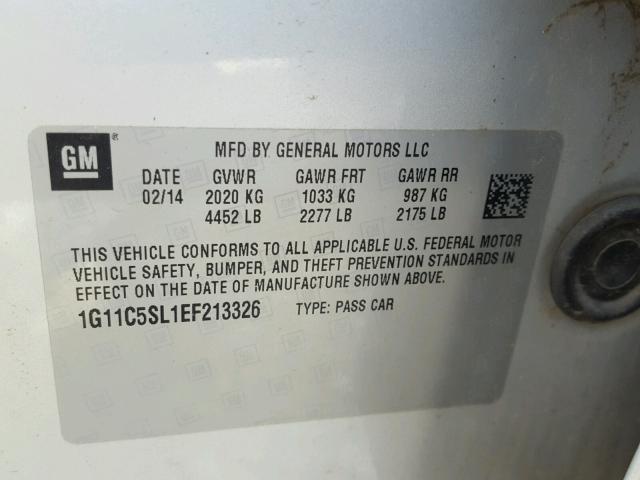 GM®
MFD BY GENERAL MOTORS LLC
DATE GVWR GAWR FRT GAWR RR
02/14 2020 KG 1033 KG 987 KG
4452 LB 2277 LB 2175 LB
THIS VEHICLE CONFORMS TO ALL APPLICABLE U.S. FEDERAL MOTOR
VEHICLE SAFETY, BUMPER, AND THEFT PREVENTION STANDARDS IN
EFFECT ON THE DATE OF MANUFACTURE SHOWN ABOVE.
1G11C5SL1EF213326 TYPE: PASS CAR